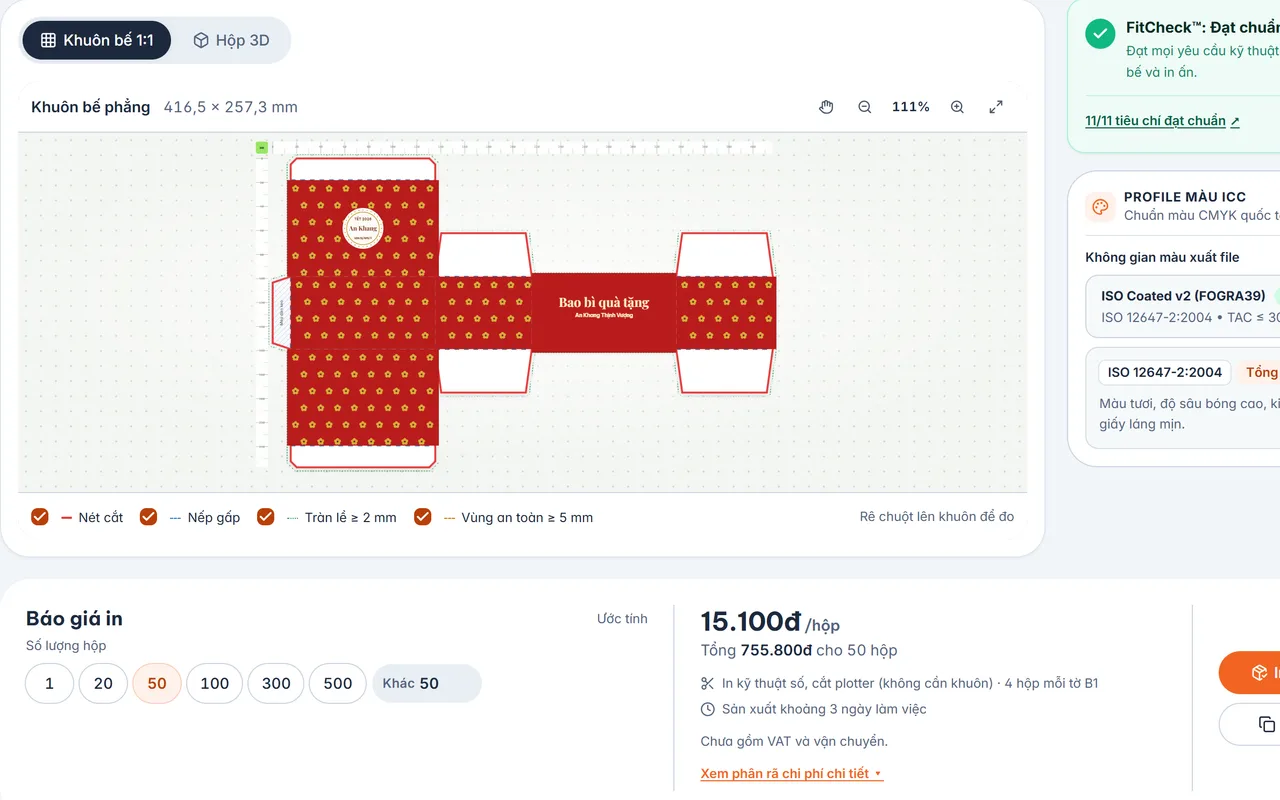 Khuôn bế 1:1
Hộp 3D
Khuôn bế phẳng 416,5 × 257,3 mm
111%
TẾT 2026
An Khang
Bao bì quà tặng
An Khang Thịnh Vượng
Nét cắt
Nếp gấp
Tràn lề ≥ 2 mm
Vùng an toàn ≥ 5 mm
Rê chuột lên khuôn để đo
FitCheck™: Đạt chuẩn
Đạt mọi yêu cầu kỹ thuật
bế và in ấn.
11/11 tiêu chí đạt chuẩn ↗
PROFILE MÀU ICC
Chuẩn màu CMYK quốc
Không gian màu xuất file
ISO Coated v2 (FOGRA39)
ISO 12647-2:2004 • TAC ≤ 30
ISO 12647-2:2004
Tổng
Màu tươi, độ sâu bóng cao,
giấy láng mịn.
Báo giá in
Ước tính
Số lượng hộp
1
20
50
100
300
500
Khác 50
15.100đ /hộp
Tổng 755.800đ cho 50 hộp
In kỹ thuật số, cắt plotter (không cần khuôn) · 4 hộp mỗi tờ B1
Sản xuất khoảng 3 ngày làm việc
Chưa gồm VAT và vận chuyển.
Xem phân rã chi phí chi tiết ▾